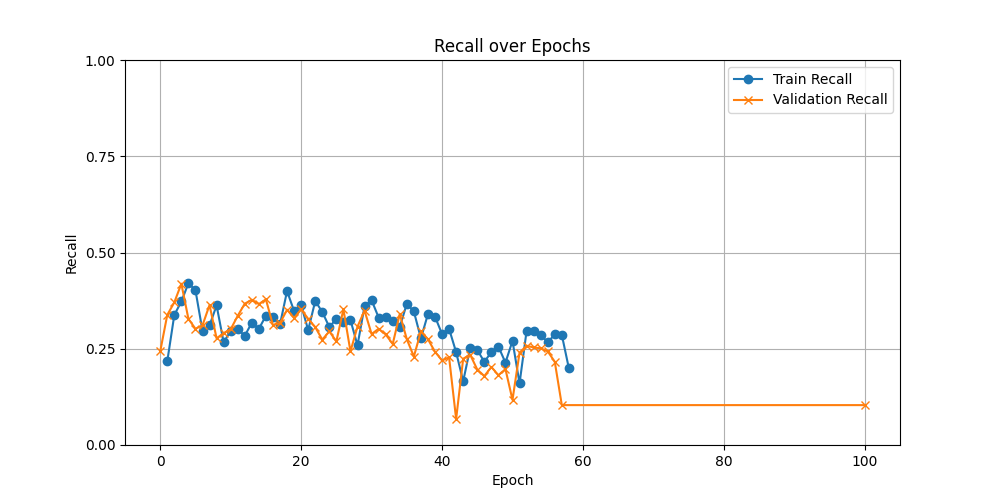 Recall over Epochs
1.00
0.75
0.50
0.25
0.00
Recall
Train Recall
Validation Recall
0 20 40 60 80 100
Epoch